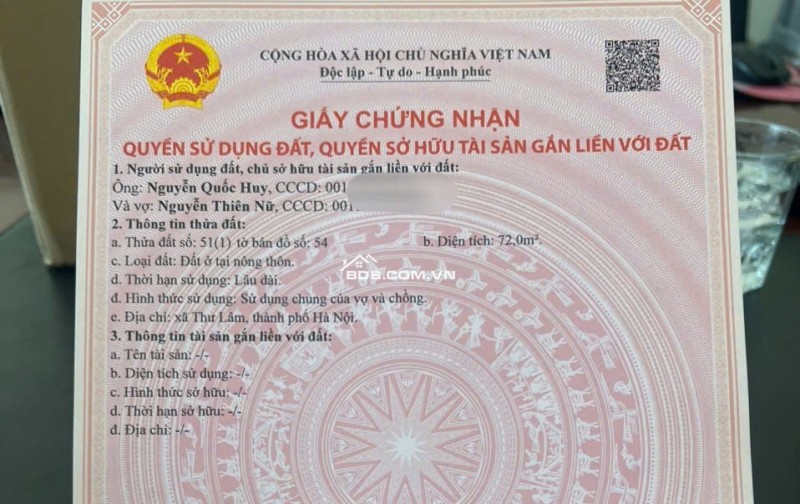 CỘNG HÒA XÃ HỘI CHỦ NGHĨA VIỆT NAM
Độc lập - Tự do - Hạnh phúc
GIẤY CHỨNG NHẬN
QUYỀN SỬ DỤNG ĐẤT, QUYỀN SỞ HỮU TÀI SẢN GẮN LIỀN VỚI ĐẤT
1. Người sử dụng đất, chủ sở hữu tài sản gắn liền với đất:
Ông: Nguyễn Quốc Huy, CCCD: 001
Và vợ: Nguyễn Thiên Nữ, CCCD: 001
2. Thông tin thửa đất:
a. Thửa đất số: 51(1) tờ bản đồ số: 54 b. Diện tích: 72,0m².
c. Loại đất: Đất ở tại nông thôn.
d. Thời hạn sử dụng: Lâu dài.
BDS.COM.VN
đ. Hình thức sử dụng: Sử dụng chung của vợ và chồng.
e. Địa chỉ: xã Thư Lâm, thành phố Hà Nội.
3. Thông tin tài sản gắn liền với đất:
a. Tên tài sản: -/-
b. Diện tích sử dụng: -/-
c. Hình thức sở hữu: -/-
d. Thời hạn sở hữu: -/-
đ. Địa chỉ: -/-